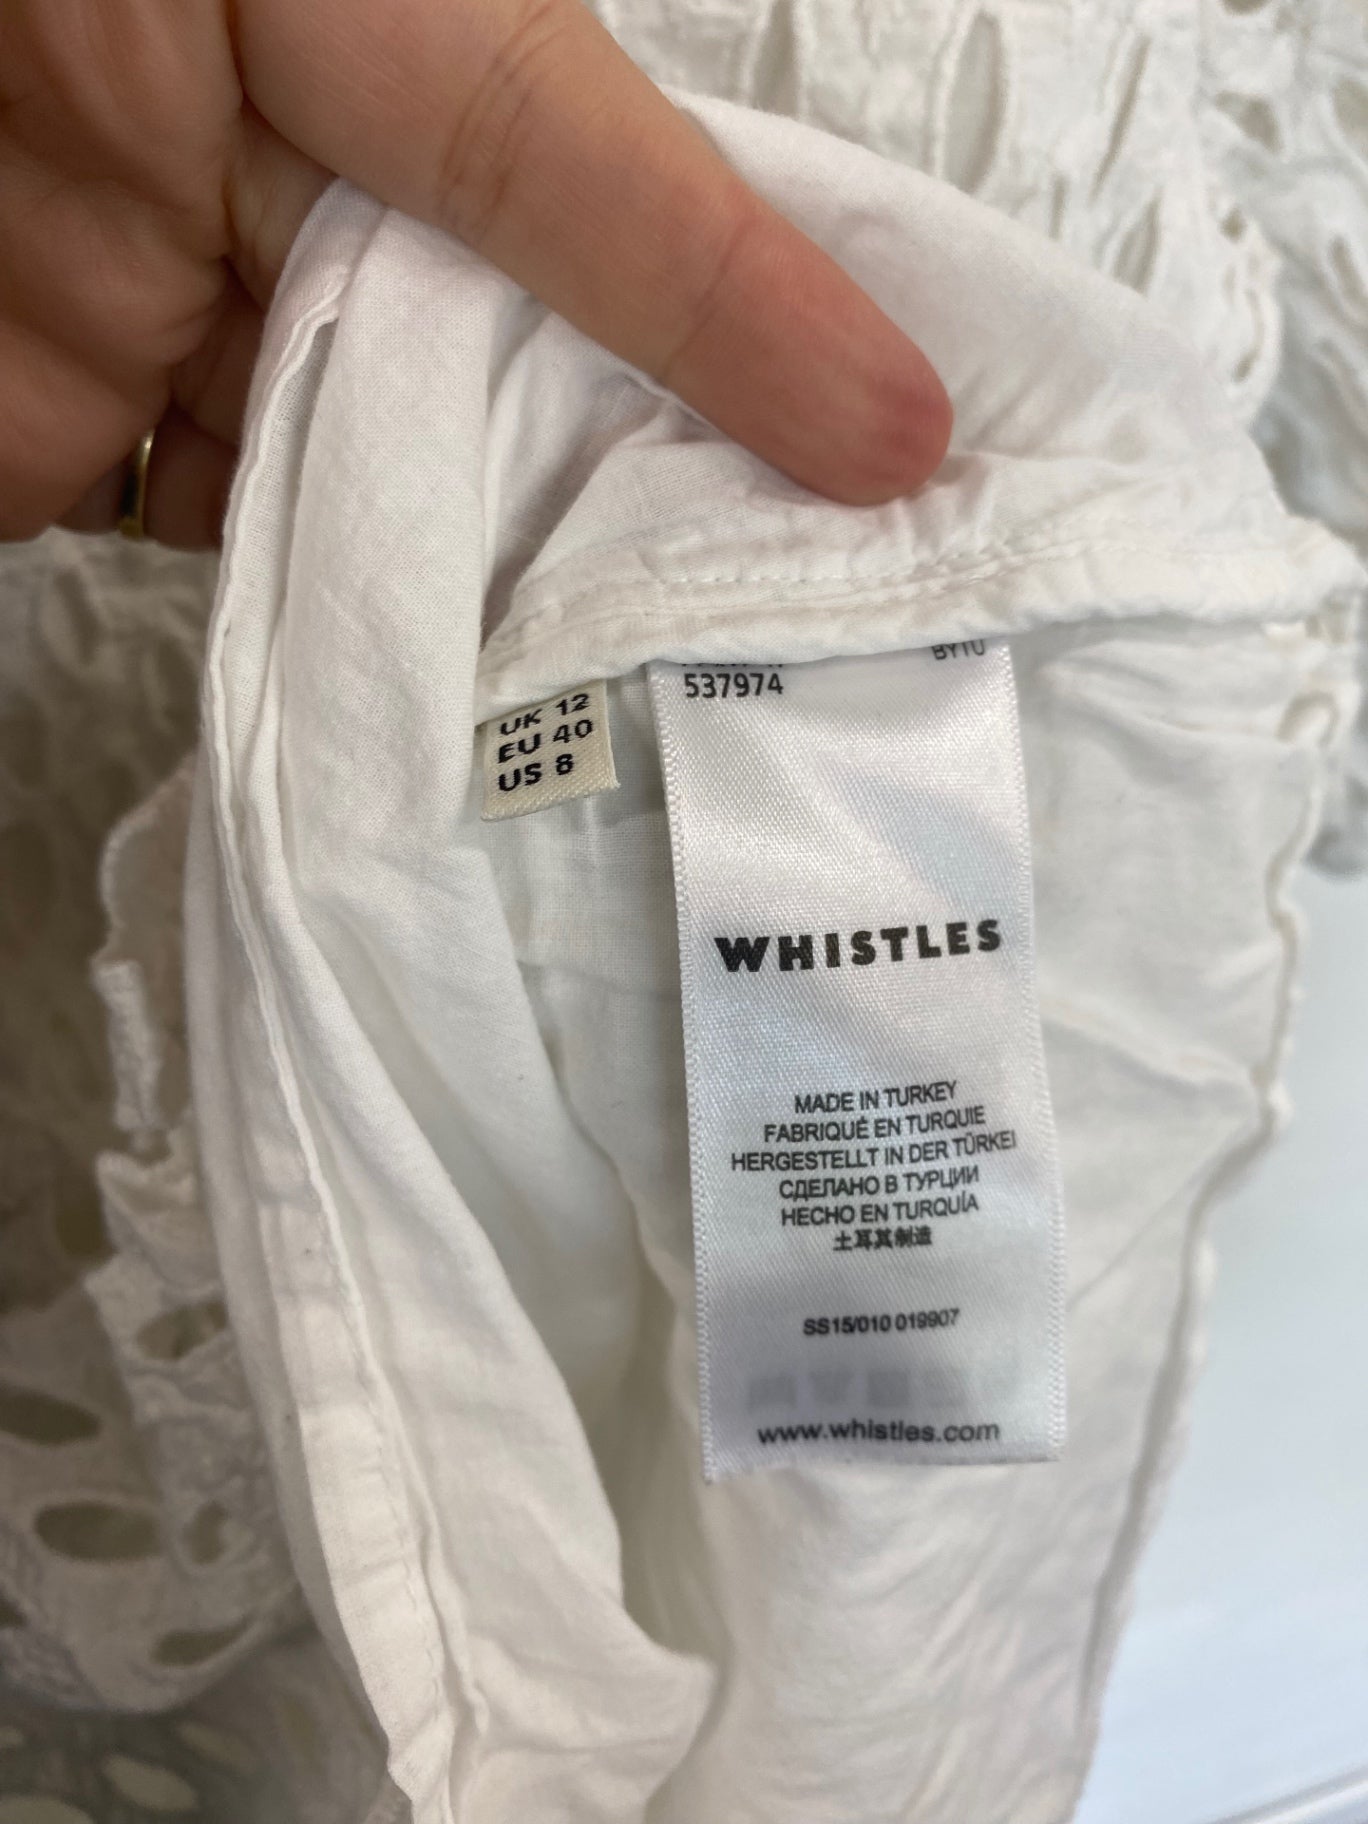 UK 12
EU 40
US 8
BYTU
537974
WHISTLES
MADE IN TURKEY
FABRIQUÉ EN TURQUIE
HERGESTELLT IN DER TÜRKEI
СДЕЛАНО В ТУРЦИИ
HECHO EN TURQUÍA
土耳其制造
SS15/010 019907
www.whistles.com